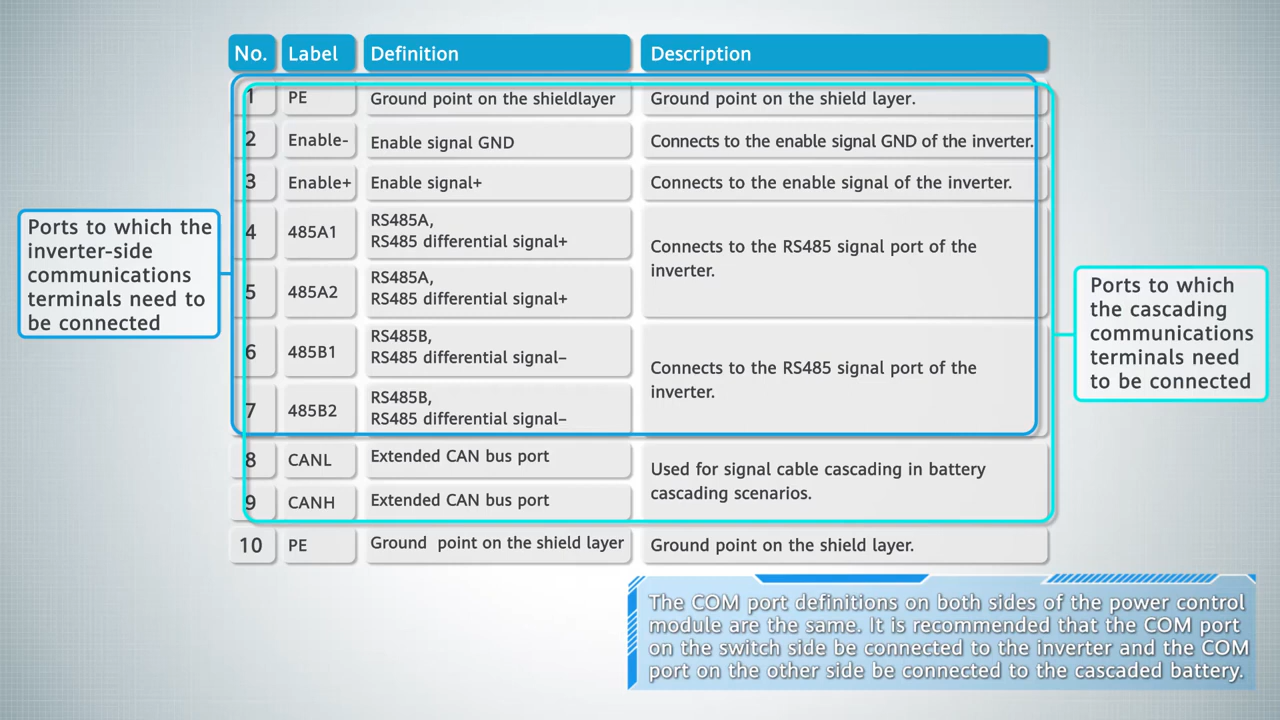 No. Label Definition Description
1 PE Ground point on the shieldlayer Ground point on the shield layer.
2 Enable- Enable signal GND Connects to the enable signal GND of the inverter.
3 Enable+ Enable signal+ Connects to the enable signal of the inverter.
4 485A1 RS485A,
RS485 differential signal+
Connects to the RS485 signal port of the
inverter.
5 485A2 RS485A,
RS485 differential signal+
6 485B1 RS485B,
RS485 differential signal–
Connects to the RS485 signal port of the
inverter.
7 485B2 RS485B,
RS485 differential signal–
8 CANL Extended CAN bus port
Used for signal cable cascading in battery
cascading scenarios.
9 CANH Extended CAN bus port
10 PE Ground point on the shield layer Ground point on the shield layer.
Ports to which the
inverter-side
communications
terminals need to
be connected
Ports to which
the cascading
communications
terminals need
to be connected
The COM port definitions on both sides of the power control
module are the same. It is recommended that the COM port
on the switch side be connected to the inverter and the COM
port on the other side be connected to the cascaded battery.